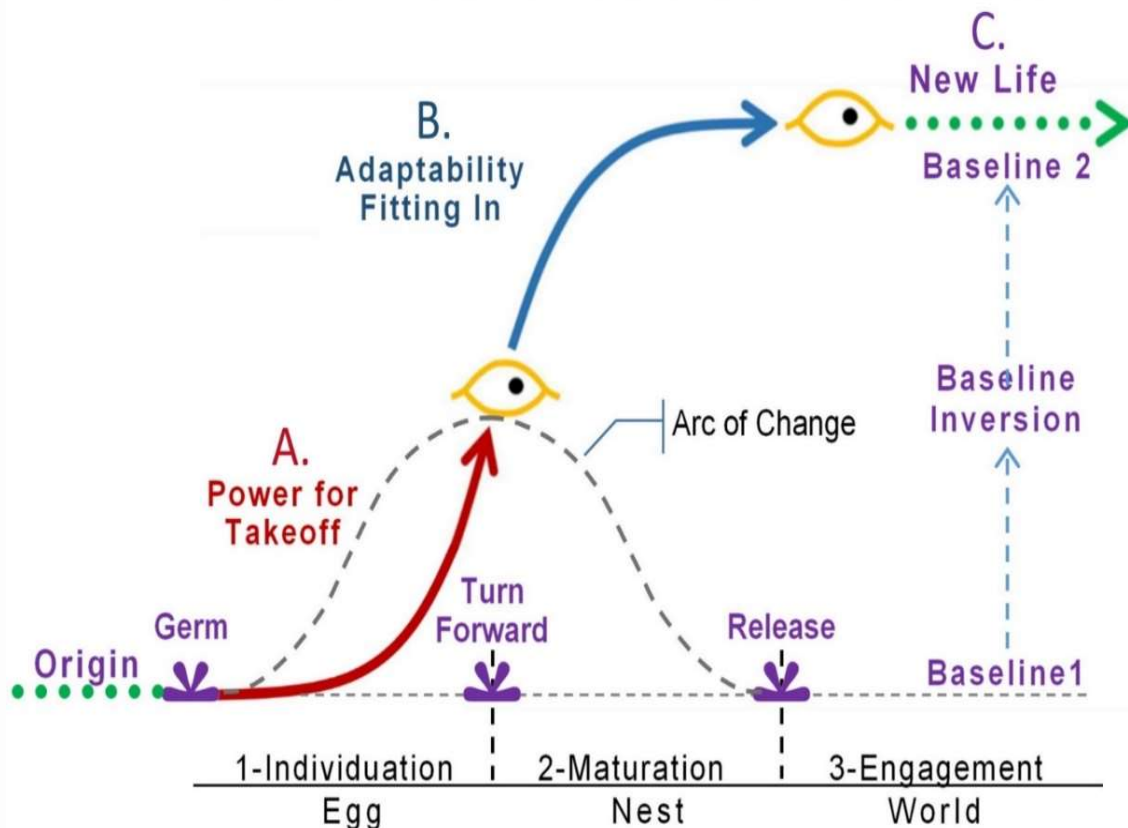 C.
New Life
Baseline 2
B.
Adaptability
Fitting In
Baseline
Inversion
Arc of Change
A.
Power for
Takeoff
Turn
Forward
Germ
Release
Origin
Baseline1
1-Individuation
2-Maturation
3-Engagement
Egg
Nest
World